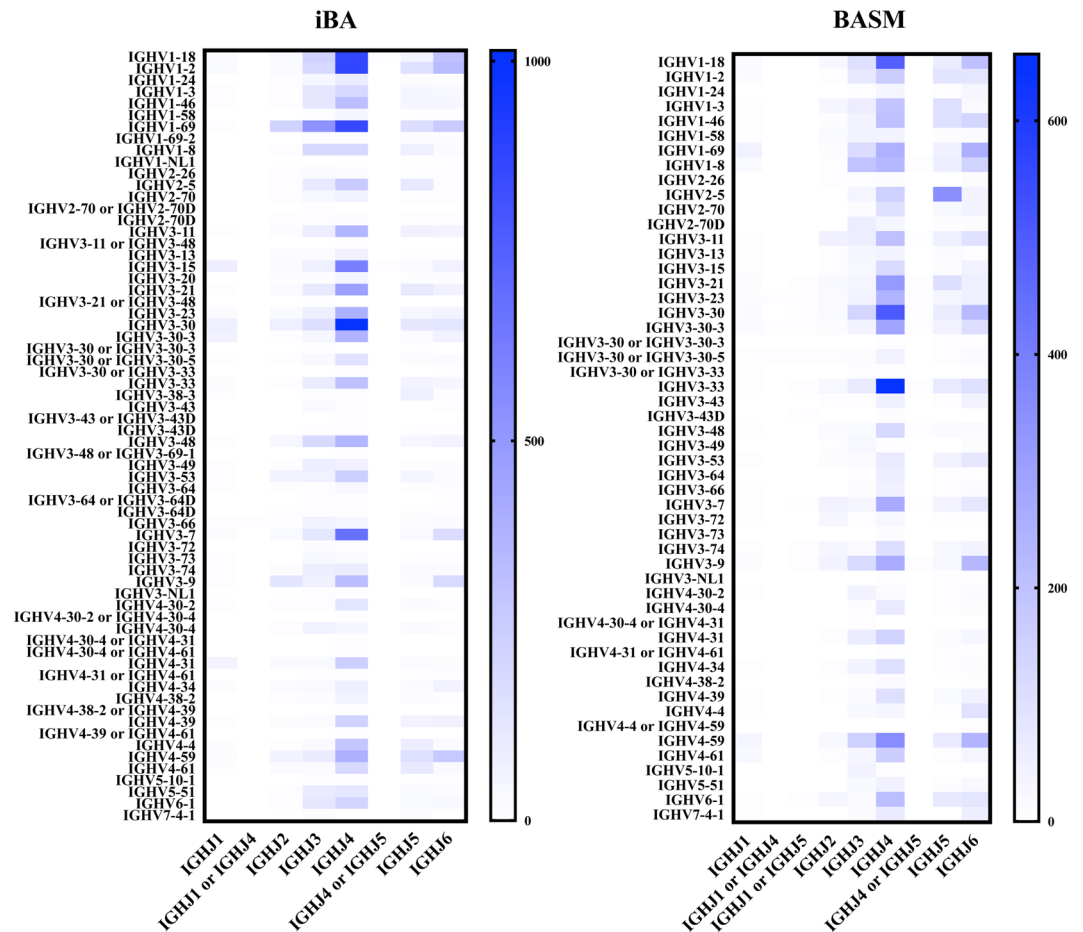 iBA
IGHV1-18
IGHV1-2
IGHV1-24
IGHV1-3
IGHV1-46
IGHV1-58
IGHV1-69
IGHV1-69-2
IGHV1-8
IGHV1-NL1
IGHV2-26
IGHV2-5
IGHV2-70
IGHV2-70 or IGHV2-70D
IGHV2-70D
IGHV3-11
IGHV3-11 or IGHV3-48
IGHV3-13
IGHV3-15
IGHV3-20
IGHV3-21
IGHV3-21 or IGHV3-48
IGHV3-23
IGHV3-30
IGHV3-30-3
IGHV3-30 or IGHV3-30-3
IGHV3-30 or IGHV3-30-5
IGHV3-30 or IGHV3-33
IGHV3-33
IGHV3-38-3
IGHV3-43
IGHV3-43 or IGHV3-43D
IGHV3-43D
IGHV3-48
IGHV3-48 or IGHV3-69-1
IGHV3-49
IGHV3-53
IGHV3-64
IGHV3-64 or IGHV3-64D
IGHV3-64D
IGHV3-66
IGHV3-7
IGHV3-72
IGHV3-73
IGHV3-74
IGHV3-9
IGHV3-NL1
IGHV4-30-2
IGHV4-30-2 or IGHV4-30-4
IGHV4-30-4
IGHV4-30-4 or IGHV4-31
IGHV4-30-4 or IGHV4-61
IGHV4-31
IGHV4-31 or IGHV4-61
IGHV4-34
IGHV4-38-2
IGHV4-38-2 or IGHV4-39
IGHV4-39
IGHV4-39 or IGHV4-61
IGHV4-4
IGHV4-59
IGHV4-61
IGHV5-10-1
IGHV5-51
IGHV6-1
IGHV7-4-1
IGHJ1
IGHJ1 or IGHJ4
IGHJ2
IGHJ3
IGHJ4
IGHJ4 or IGHJ5
IGHJ5
IGHJ6
1000
500
0
BASM
IGHV1-18
IGHV1-2
IGHV1-24
IGHV1-3
IGHV1-46
IGHV1-58
IGHV1-69
IGHV1-8
IGHV2-26
IGHV2-5
IGHV2-70
IGHV2-70D
IGHV3-11
IGHV3-13
IGHV3-15
IGHV3-21
IGHV3-23
IGHV3-30
IGHV3-30-3
IGHV3-30 or IGHV3-30-3
IGHV3-30 or IGHV3-30-5
IGHV3-30 or IGHV3-33
IGHV3-33
IGHV3-43
IGHV3-43D
IGHV3-48
IGHV3-49
IGHV3-53
IGHV3-64
IGHV3-66
IGHV3-7
IGHV3-72
IGHV3-73
IGHV3-74
IGHV3-9
IGHV3-NL1
IGHV4-30-2
IGHV4-30-4
IGHV4-30-4 or IGHV4-31
IGHV4-31
IGHV4-31 or IGHV4-61
IGHV4-34
IGHV4-38-2
IGHV4-39
IGHV4-4
IGHV4-4 or IGHV4-59
IGHV4-59
IGHV4-61
IGHV5-10-1
IGHV5-51
IGHV6-1
IGHV7-4-1
IGHJ1
IGHJ1 or IGHJ4
IGHJ1 or IGHJ5
IGHJ2
IGHJ3
IGHJ4
IGHJ4 or IGHJ5
IGHJ5
IGHJ6
600
400
200
0